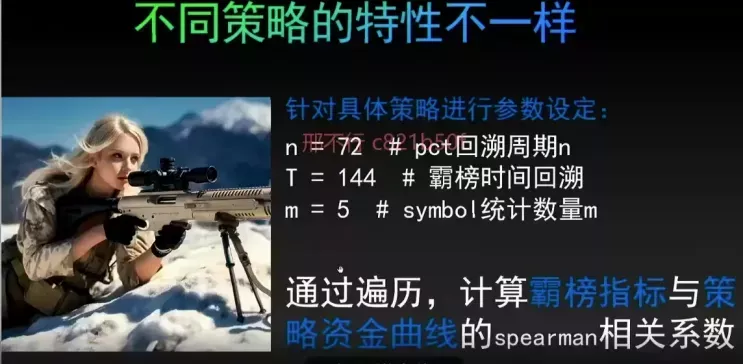 不同策略的特性不一样
针对具体策略进行参数设定：
邢不行 c821b50f
n = 72 # pct回溯周期n
T = 144 # 霸榜时间回溯
m = 5 # symbol统计数量m
通过遍历，计算霸榜指标与策
略资金曲线的spearman相关系数